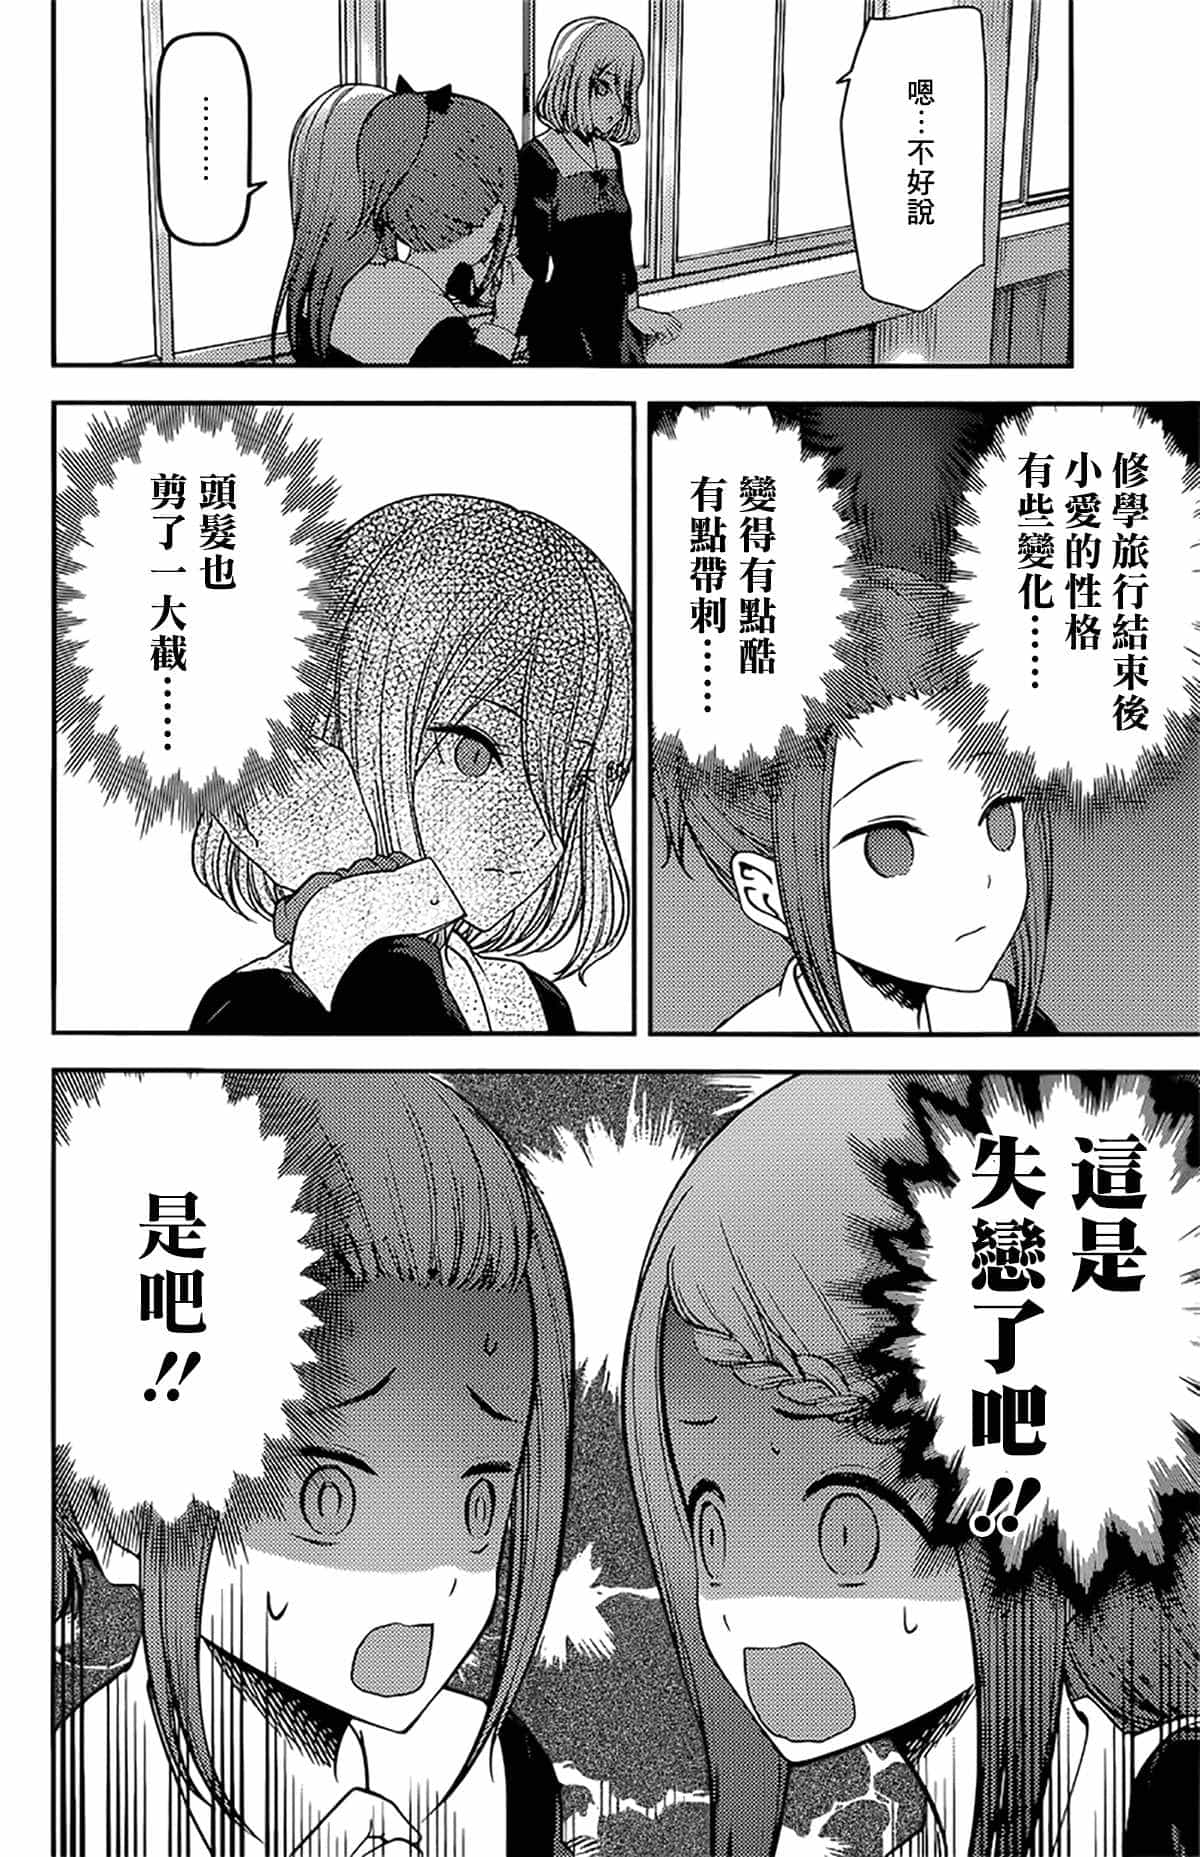 嗯…不好說
………
修學旅行結束後
小愛的性格
有些變化……
變得有點酷
有點帶刺……
頭髮也
剪了一大截……
這是
失戀了吧!!
是吧!!